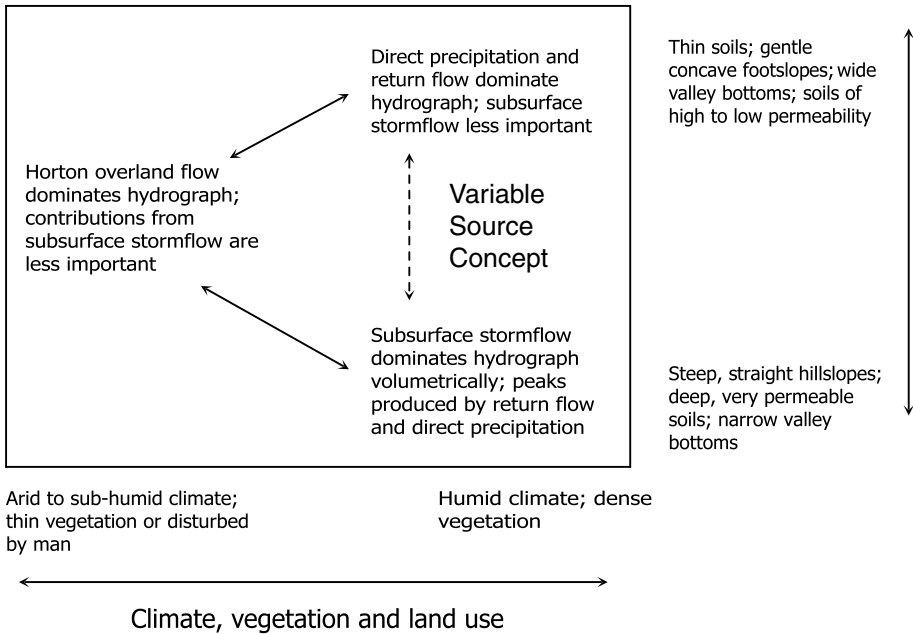 Direct precipitation and
return flow dominate
hydrograph; subsurface
stormflow less important
Thin soils; gentle
concave footslopes; wide
valley bottoms; soils of
high to low permeability
Horton overland flow
dominates hydrograph;
contributions from
subsurface stormflow are
less important
Variable
Source
Concept
Subsurface stormflow
dominates hydrograph
volumetrically; peaks
produced by return flow
and direct precipitation
Steep, straight hillslopes;
deep, very permeable
soils; narrow valley
bottoms
Arid to sub-humid climate;
thin vegetation or disturbed
by man
Humid climate; dense
vegetation
Climate, vegetation and land use